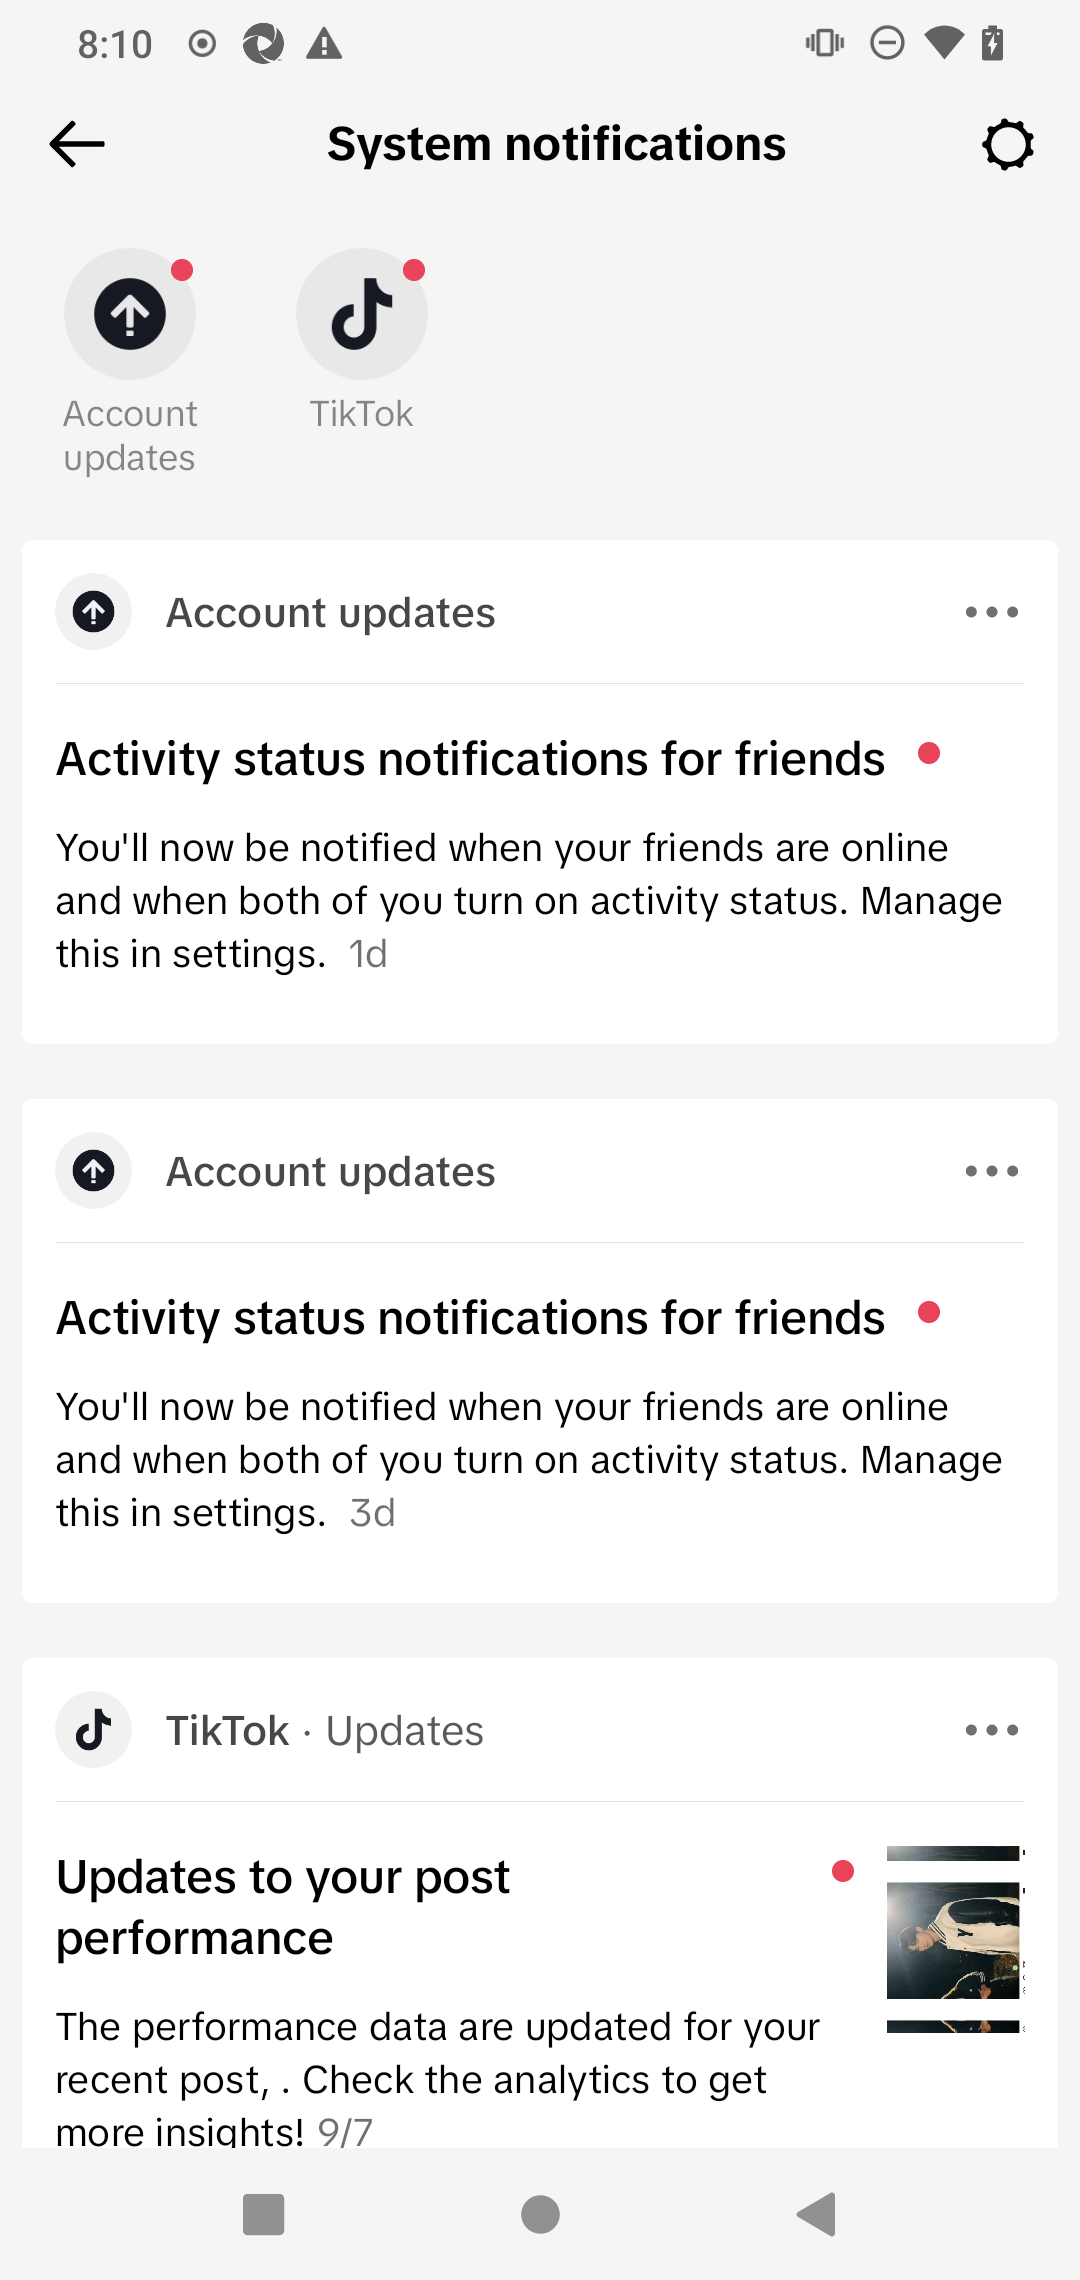 8:10
System notifications
Account
updates
TikTok
Account updates
Activity status notifications for friends
You'll now be notified when your friends are online
and when both of you turn on activity status. Manage
this in settings. 1d
Account updates
Activity status notifications for friends
You'll now be notified when your friends are online
and when both of you turn on activity status. Manage
this in settings. 3d
TikTok · Updates
Updates to your post
performance
The performance data are updated for your
recent post, . Check the analytics to get
more insights! 9/7